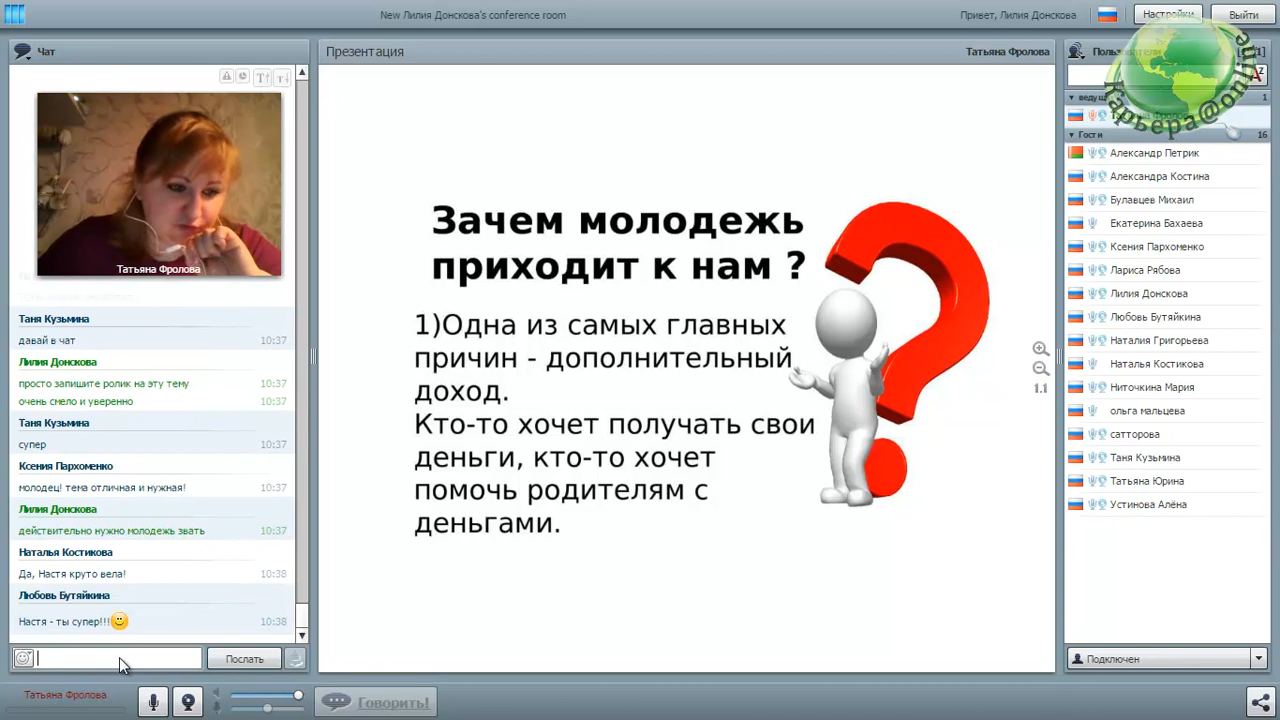 New Лилия Донскова's conference room
Привет, Лилия Донскова
Настройки
Выйти
Чат
Татьяна Фролова
Таня Кузьмина
давай в чат 10:37
Лилия Донскова
просто запишите ролик на эту тему 10:37
очень смело и уверенно 10:37
Таня Кузьмина
супер 10:37
Ксения Пархоменко
молодец! тема отличная и нужная! 10:37
Лилия Донскова
действительно нужно молодежь звать 10:37
Наталья Костикова
Да, Настя круто вела! 10:38
Любовь Бутяйкина
Настя - ты супер!!! 10:38
Послать
Татьяна Фролова
Говорить!
Презентация
Татьяна Фролова
Зачем молодежь
приходит к нам ?
1)Одна из самых главных
причин - дополнительный
доход.
Кто-то хочет получать свои
деньги, кто-то хочет
помочь родителям с
деньгами.
1.1
Карьера@online
Гости 16
Александр Петрик
Александра Костина
Булавцев Михаил
Екатерина Бахаева
Ксения Пархоменко
Лариса Рябова
Лилия Донскова
Любовь Бутяйкина
Наталия Григорьева
Наталья Костикова
Ниточкина Мария
ольга мальцева
сатторова
Таня Кузьмина
Татьяна Юрина
Устинова Алёна
Подключен